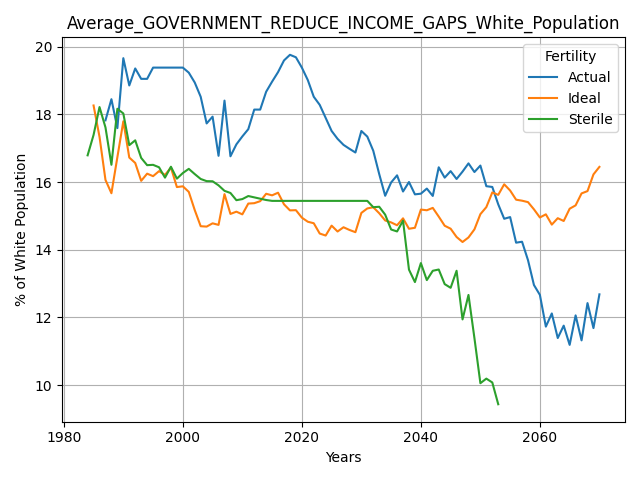 Average_GOVERNMENT_REDUCE_INCOME_GAPS_White_Population
Fertility
Actual
Ideal
Sterile
% of White Population
20
18
16
14
12
10
1980
2000
2020
2040
2060
Years